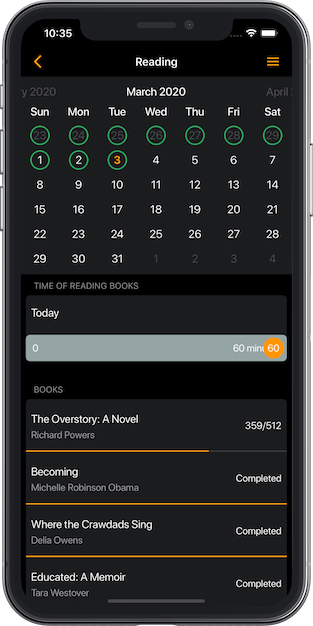 10:35
Reading
y 2020 March 2020 April
Sun Mon Tue Wed Thu Fri Sat
23 24 25 26 27 28 29
1 2 3 4 5 6 7
8 9 10 11 12 13 14
15 16 17 18 19 20 21
22 23 24 25 26 27 28
29 30 31 1 2 3 4
TIME OF READING BOOKS
Today
0 60 min 60
BOOKS
The Overstory: A Novel
359/512
Richard Powers
Becoming
Completed
Michelle Robinson Obama
Where the Crawdads Sing
Completed
Delia Owens
Educated: A Memoir
Completed
Tara Westover